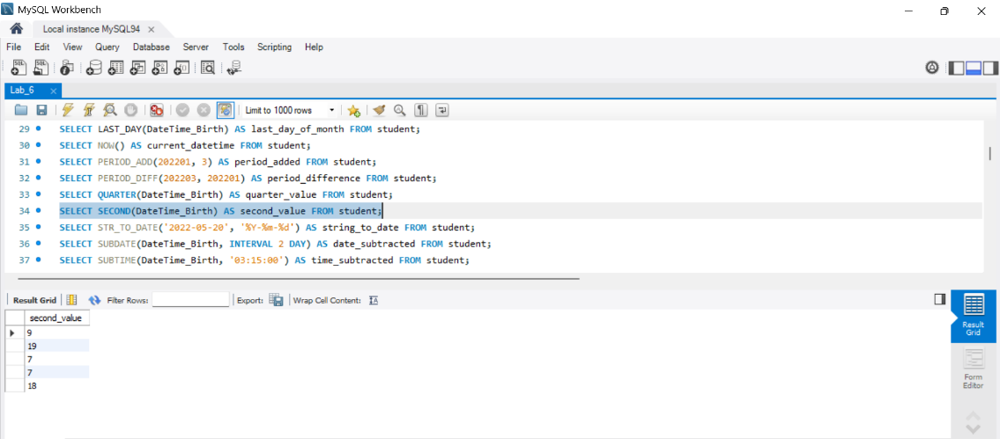 MySQL Workbench
Local instance MySQL94
File Edit View Query Database Server Tools Scripting Help
Lab_6
Limit to 1000 rows
29 SELECT LAST_DAY(DateTime_Birth) AS last_day_of_month FROM student;
30 SELECT NOW() AS current_datetime FROM student;
31 SELECT PERIOD_ADD(202201, 3) AS period_added FROM student;
32 SELECT PERIOD_DIFF(202203, 202201) AS period_difference FROM student;
33 SELECT QUARTER(DateTime_Birth) AS quarter_value FROM student;
34 SELECT SECOND(DateTime_Birth) AS second_value FROM student;
35 SELECT STR_TO_DATE('2022-05-20', '%Y-%m-%d') AS string_to_date FROM student;
36 SELECT SUBDATE(DateTime_Birth, INTERVAL 2 DAY) AS date_subtracted FROM student;
37 SELECT SUBTIME(DateTime_Birth, '03:15:00') AS time_subtracted FROM student;
Result Grid Filter Rows: Export: Wrap Cell Content:
second_value
9
19
7
7
18
Result
Grid
Form
Editor